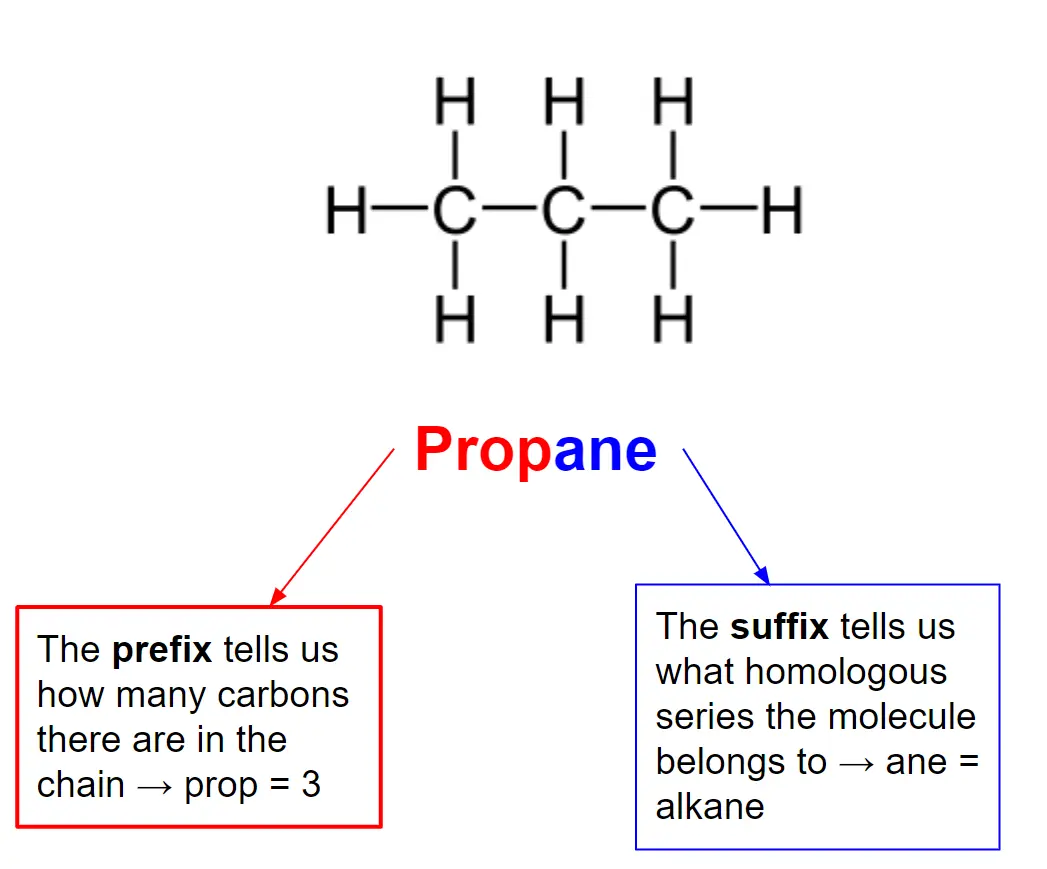 H H H
H C C C H
H H H
Propane
The prefix tells us
how many carbons
there are in the
chain → prop = 3
The suffix tells us
what homologous
series the molecule
belongs to → ane =
alkane